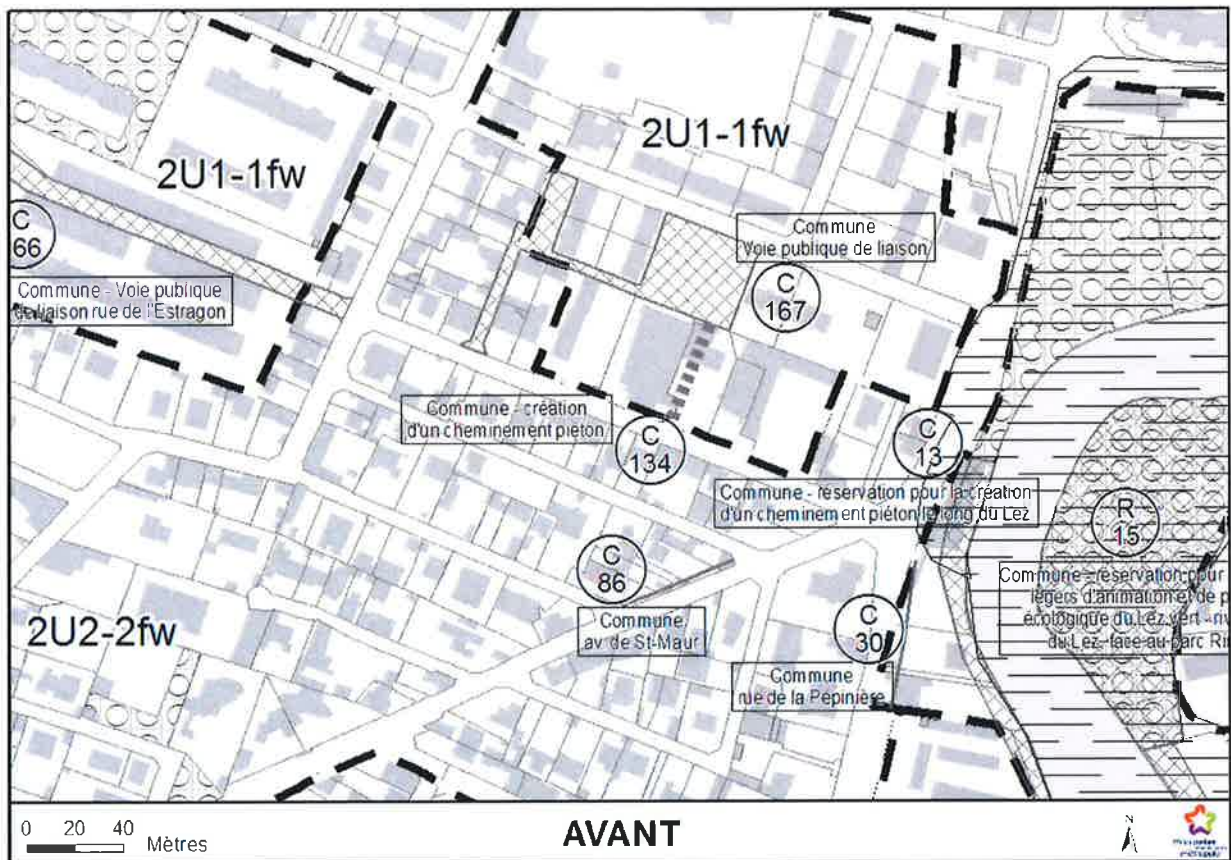 2U1-1fw
2U1-1fw
C
66
Commune - Voie publique
de liaison rue de l'Estragon
Commune
Voie publique de liaison
C
167
Commune - création
d'un cheminement piéton
C
134
C
13
Commune - réservation pour la création
d'un cheminement piéton le long du Lez
R
15
Commune - réservation pour
légers d'animation et de p
écologique du Lez vert - riv
du Lez, face au parc Ri
C
86
Commune
av. de St-Maur
C
30
Commune
rue de la Pépinière
2U2-2fw
0 20 40
Mètres
AVANT
N